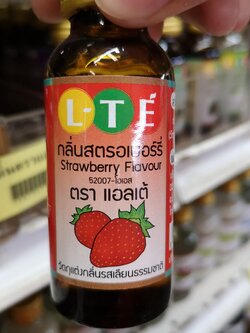 L-TÉ
กลิ่นสตรอเบอร์รี่
Strawberry Flavour
52007-ไอเอส
ตรา แอลเต้
วัตถุแต่งกลิ่นรสเลียนธรรมชาติ